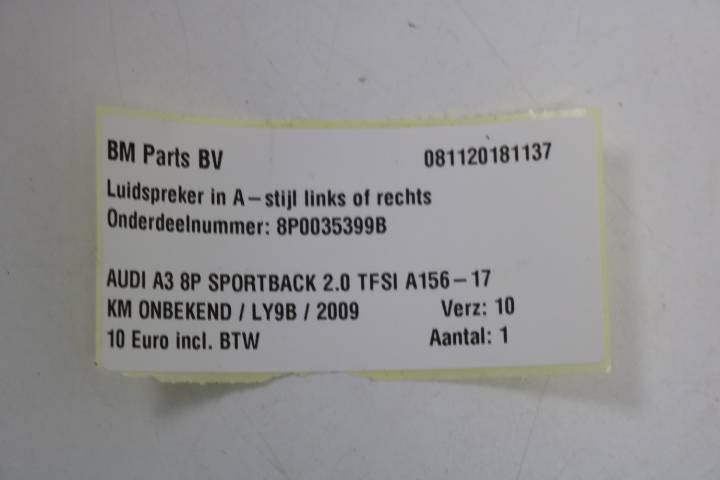 BM Parts BV 081120181137
Luidspreker in A-stijl links of rechts
Onderdeelnummer: 8P0035399B
AUDI A3 8P SPORTBACK 2.0 TFSI A156-17
KM ONBEKEND / LY9B / 2009 Verz: 10
10 Euro incl. BTW Aantal: 1